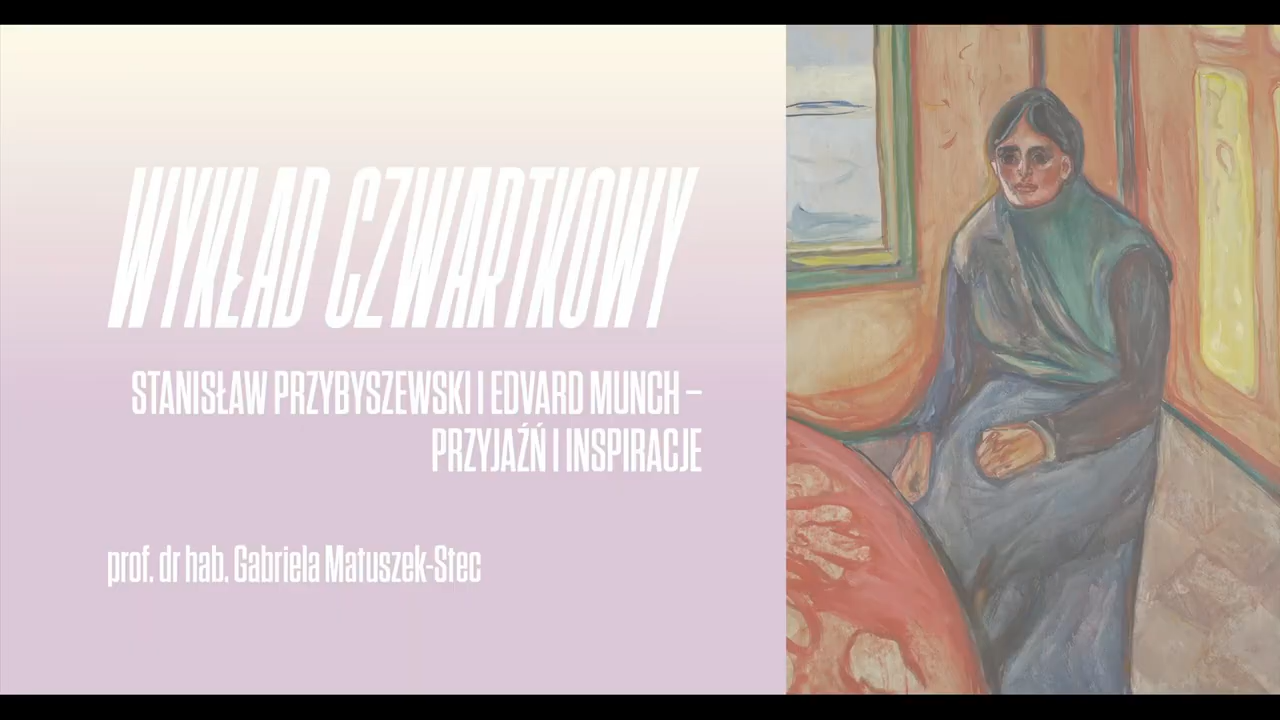 WYKŁAD CZWARTKOWY
STANISŁAW PRZYBYSZEWSKI I EDVARD MUNCH –
PRZYJAŹŃ I INSPIRACJE
prof. dr hab. Gabriela Matuszek-Stec